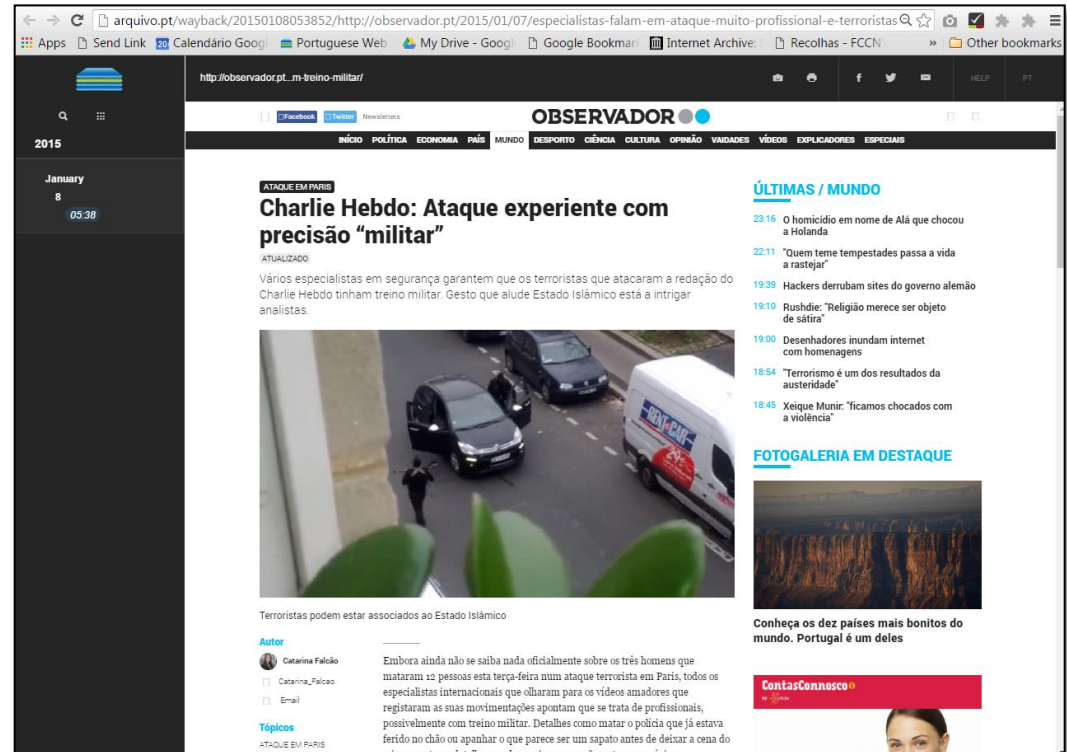 arquivo.pt/wayback/20150108053852/http://observador.pt/2015/01/07/especialistas-falam-em-ataque-muito-profissional-e-terroristas
Apps Send Link 20 Calendário Goog My Drive - Googl Portuguese Web Google Bookmar Internet Archive: Recolhas - FCCN » Other bookmarks
http://observador.pt...m-treino-militar/
HELP PT
2015
January
8
05:38
Facebook Twitter Newsletters
OBSERVADOR
INÍCIO POLÍTICA ECONOMIA PAÍS MUNDO DESPORTO CIÊNCIA CULTURA OPINIÃO VAIDADES VÍDEOS EXPLICADORES ESPECIAIS
ATAQUE EM PARIS
Charlie Hebdo: Ataque experiente com
precisão “militar”
ATUALIZADO
Vários especialistas em segurança garantem que os terroristas que atacaram a redação do
Charlie Hebdo tinham treino militar. Gesto que alude Estado Islâmico está a intrigar
analistas.
RENT A CAR
Terroristas podem estar associados ao Estado Islâmico
Autor
Catarina Falcão
Catarina_Falcao
Email
Tópicos
ATAQUE EM PARIS
Embora ainda não se saiba nada oficialmente sobre os três homens que
mataram 12 pessoas esta terça-feira num ataque terrorista em Paris, todos os
especialistas internacionais que olharam para os vídeos amadores que
registaram as suas movimentações apontam que se trata de profissionais,
possivelmente com treino militar. Detalhes como matar o polícia que já estava
ferido no chão ou apanhar o que parece ser um sapato antes de deixar a cena do
ÚLTIMAS / MUNDO
23:16 O homicídio em nome de Alá que chocou
a Holanda
22:11 "Quem teme tempestades passa a vida
a rastejar"
19:39 Hackers derrubam sites do governo alemão
19:10 Rushdie: "Religião merece ser objeto
de sátira"
19:00 Desenhadores inundam internet
com homenagens
18:54 "Terrorismo é um dos resultados da
austeridade"
18:45 Xeique Munir: "ficamos chocados com
a violência"
FOTOGALERIA EM DESTAQUE
Conheça os dez países mais bonitos do
mundo. Portugal é um deles
ContasConnosco
by